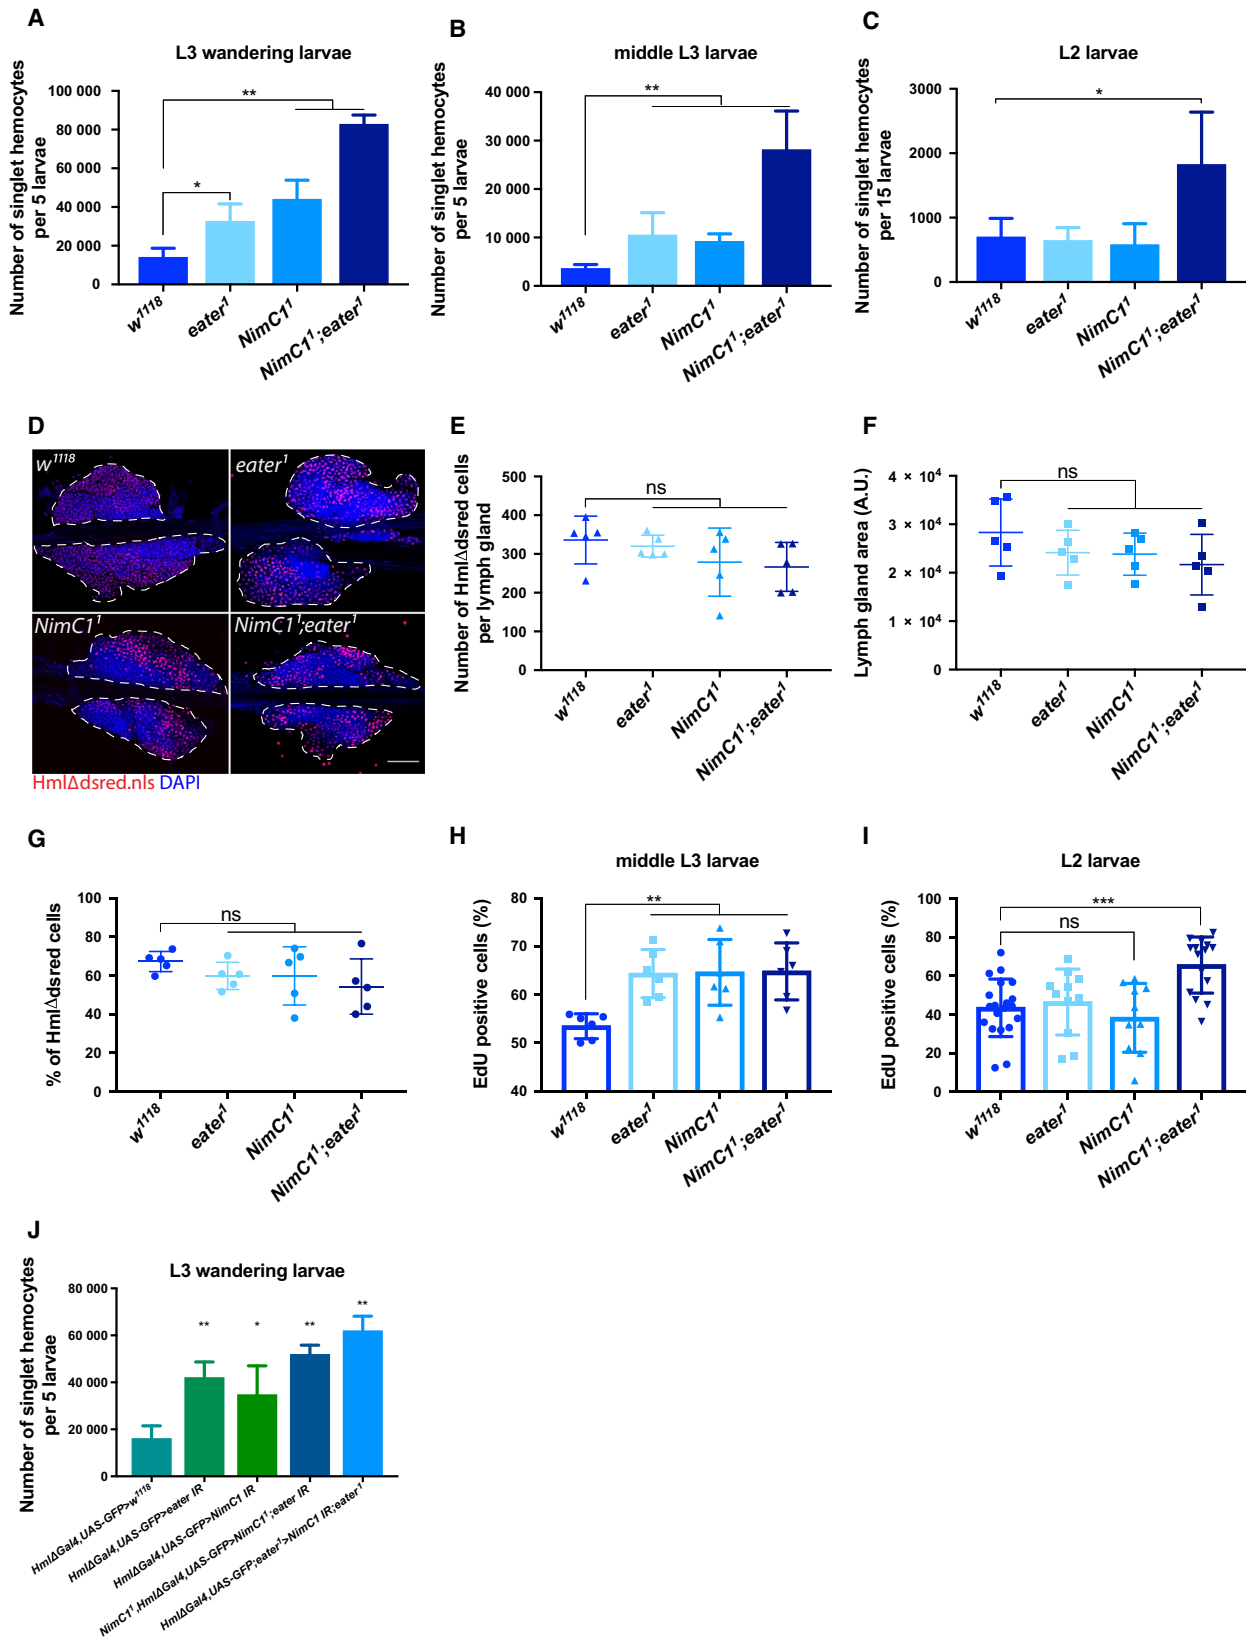 A
L3 wandering larvae
Number of singlet hemocytes
per 5 larvae
100 000
80 000
60 000
40 000
20 000
0
**
*
w¹¹¹⁸
eater¹
NimC1¹
NimC1¹;eater¹
B
middle L3 larvae
Number of singlet hemocytes
per 5 larvae
40 000
30 000
20 000
10 000
0
**
w¹¹¹⁸
eater¹
NimC1¹
NimC1¹;eater¹
C
L2 larvae
Number of singlet hemocytes
per 15 larvae
3000
2000
1000
0
*
w¹¹¹⁸
eater¹
NimC1¹
NimC1¹;eater¹
D
w¹¹¹⁸
eater¹
NimC1¹
NimC1¹;eater¹
HmlΔdsred.nls DAPI
E
Number of HmlΔdsred cells
per lymph gland
500
400
300
200
100
0
ns
w¹¹¹⁸
eater¹
NimC1¹
NimC1¹;eater¹
F
Lymph gland area (A.U.)
4 × 10⁴
3 × 10⁴
2 × 10⁴
1 × 10⁴
0
ns
w¹¹¹⁸
eater¹
NimC1¹
NimC1¹;eater¹
G
% of HmlΔdsred cells
100
80
60
40
20
0
ns
w¹¹¹⁸
eater¹
NimC1¹
NimC1¹;eater¹
H
middle L3 larvae
EdU positive cells (%)
80
70
60
50
40
**
w¹¹¹⁸
eater¹
NimC1¹
NimC1¹;eater¹
I
L2 larvae
EdU positive cells (%)
100
80
60
40
20
0
***
ns
w¹¹¹⁸
eater¹
NimC1¹
NimC1¹;eater¹
J
L3 wandering larvae
Number of singlet hemocytes
per 5 larvae
80 000
60 000
40 000
20 000
0
**
*
**
**
HmlΔGal4,UAS-GFP>w¹¹¹⁸
HmlΔGal4,UAS-GFP>eater IR
HmlΔGal4,UAS-GFP>NimC1 IR
NimC1¹,HmlΔGal4,UAS-GFP>NimC1¹;eater IR
HmlΔGal4,UAS-GFP;eater¹>NimC1 IR;eater¹